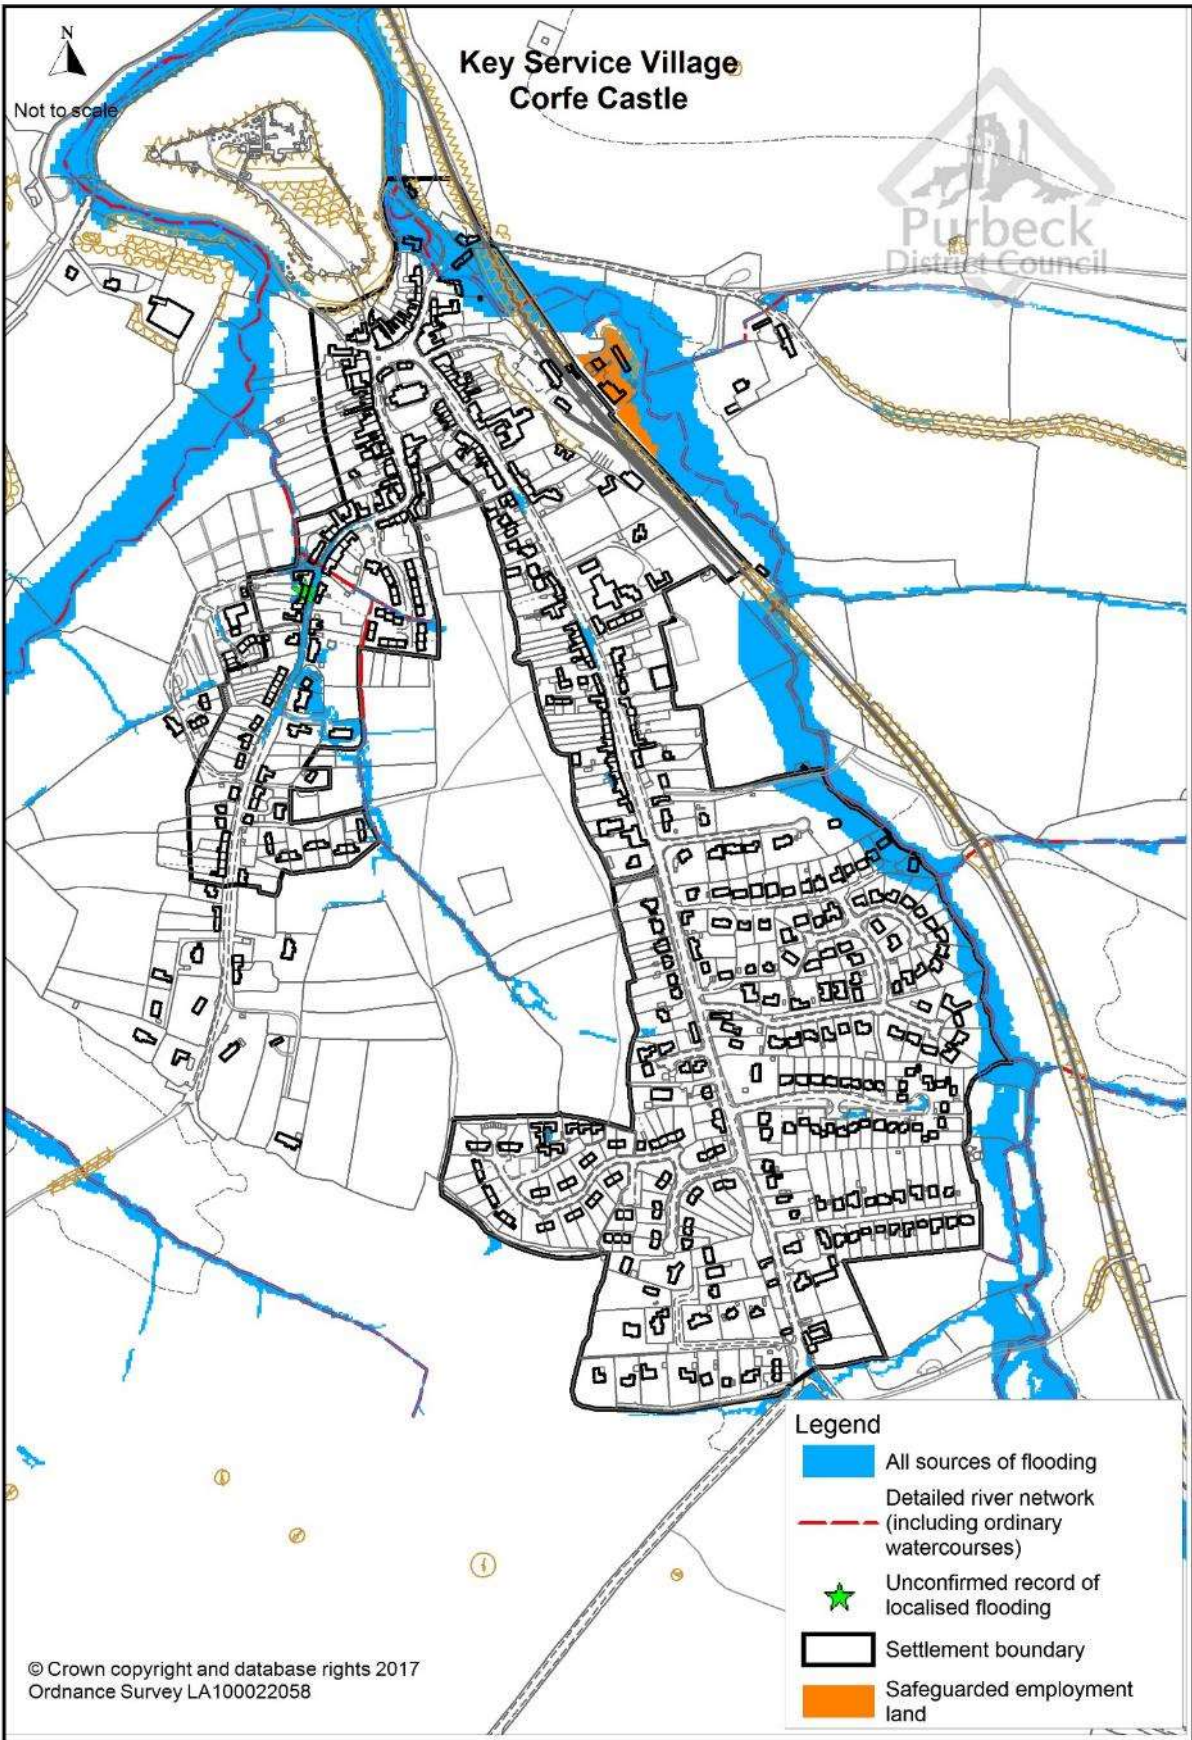 N
Not to scale
Key Service Village
Corfe Castle
Purbeck
District Council
Legend
All sources of flooding
Detailed river network
(including ordinary
watercourses)
Unconfirmed record of
localised flooding
Settlement boundary
Safeguarded employment
land
© Crown copyright and database rights 2017
Ordnance Survey LA100022058